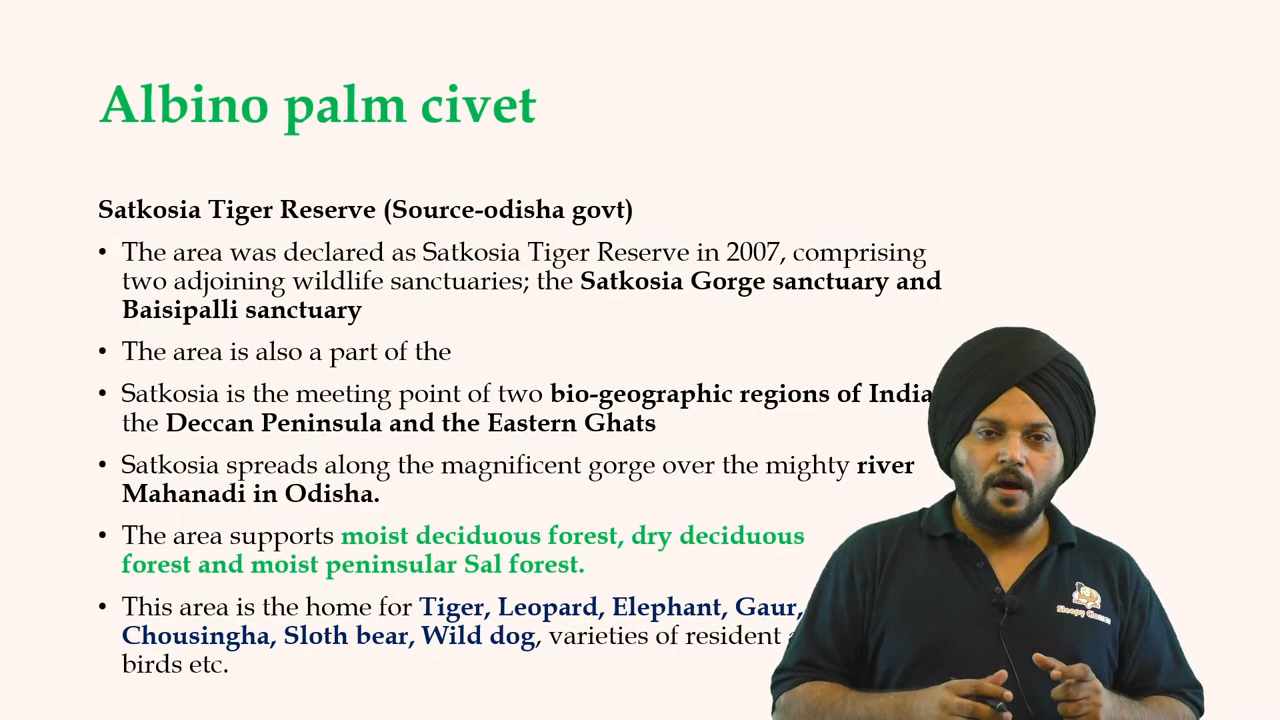 Albino palm civet
Satkosia Tiger Reserve (Source-odisha govt)
• The area was declared as Satkosia Tiger Reserve in 2007, comprising
two adjoining wildlife sanctuaries; the Satkosia Gorge sanctuary and
Baisipalli sanctuary
• The area is also a part of the
• Satkosia is the meeting point of two bio-geographic regions of India
the Deccan Peninsula and the Eastern Ghats
• Satkosia spreads along the magnificent gorge over the mighty river
Mahanadi in Odisha.
• The area supports moist deciduous forest, dry deciduous
forest and moist peninsular Sal forest.
• This area is the home for Tiger, Leopard, Elephant, Gaur,
Chousingha, Sloth bear, Wild dog, varieties of resident
birds etc.
Sleepy